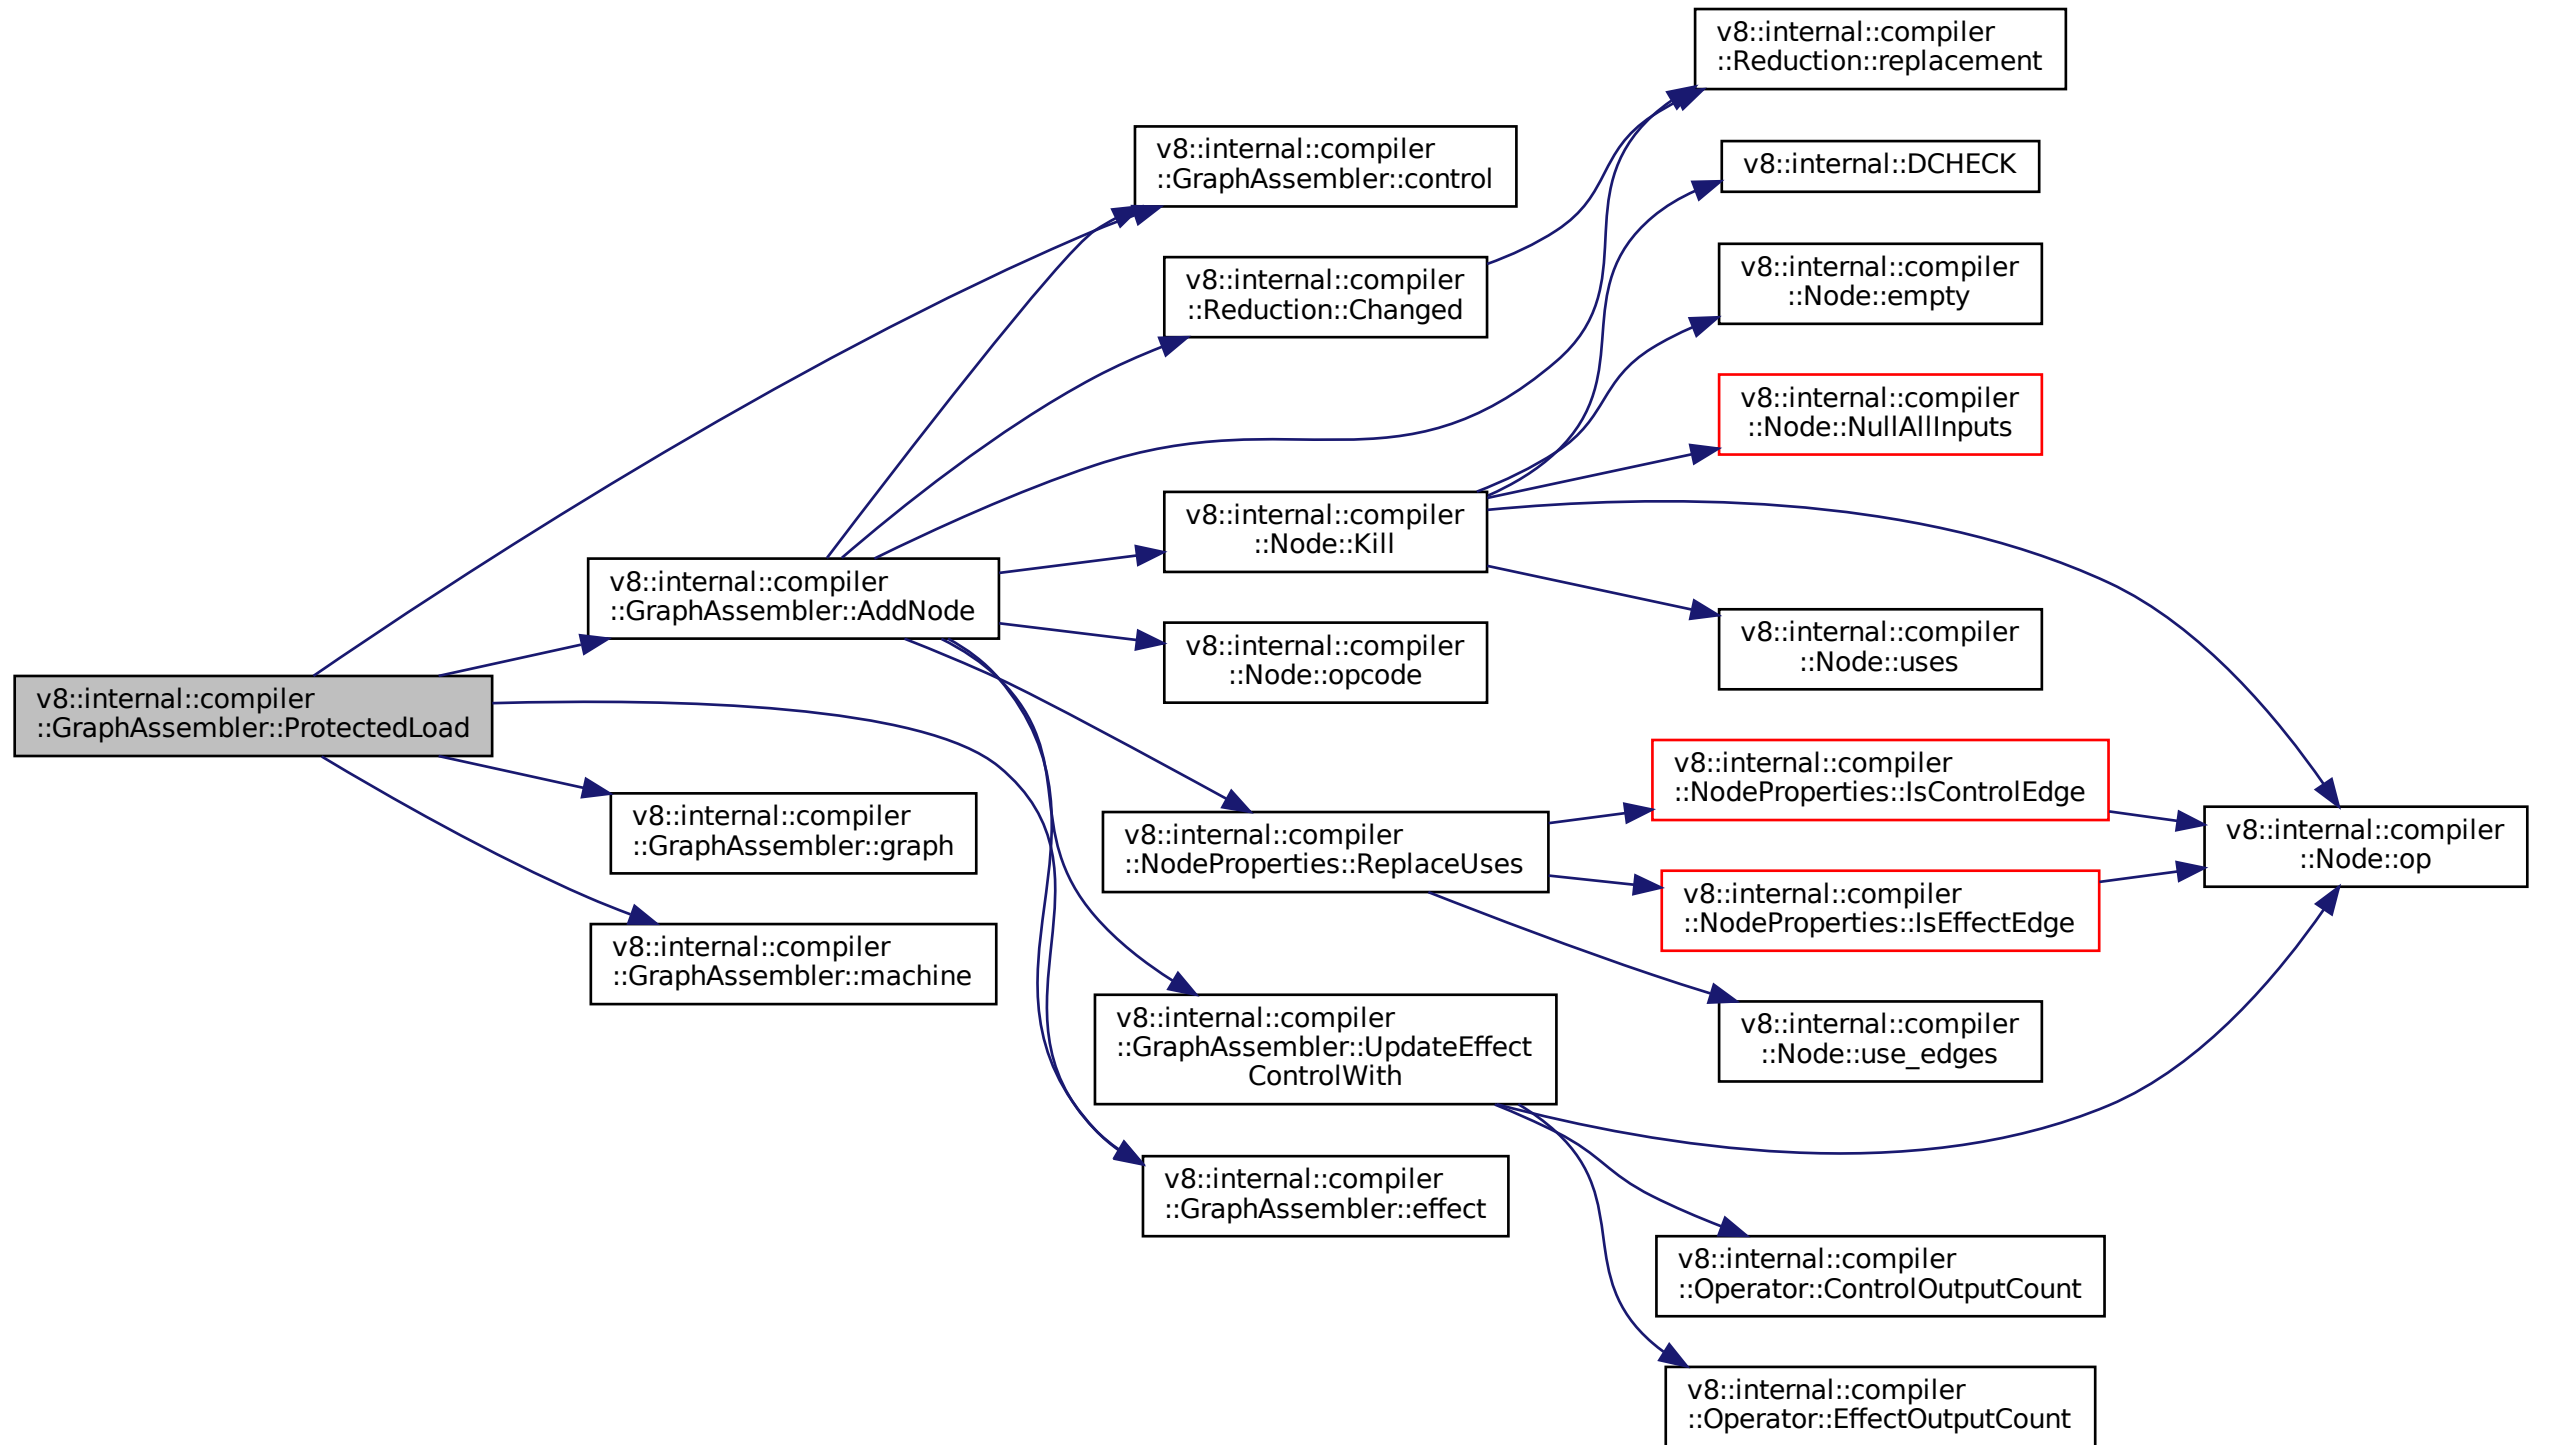 v8::internal::compiler
::GraphAssembler::ProtectedLoad
v8::internal::compiler
::GraphAssembler::AddNode
v8::internal::compiler
::GraphAssembler::graph
v8::internal::compiler
::GraphAssembler::machine
v8::internal::compiler
::GraphAssembler::control
v8::internal::compiler
::Reduction::Changed
v8::internal::compiler
::Node::Kill
v8::internal::compiler
::Node::opcode
v8::internal::compiler
::NodeProperties::ReplaceUses
v8::internal::compiler
::GraphAssembler::UpdateEffect
ControlWith
v8::internal::compiler
::GraphAssembler::effect
v8::internal::compiler
::Reduction::replacement
v8::internal::DCHECK
v8::internal::compiler
::Node::empty
v8::internal::compiler
::Node::NullAllInputs
v8::internal::compiler
::Node::uses
v8::internal::compiler
::NodeProperties::IsControlEdge
v8::internal::compiler
::NodeProperties::IsEffectEdge
v8::internal::compiler
::Node::use_edges
v8::internal::compiler
::Operator::ControlOutputCount
v8::internal::compiler
::Operator::EffectOutputCount
v8::internal::compiler
::Node::op